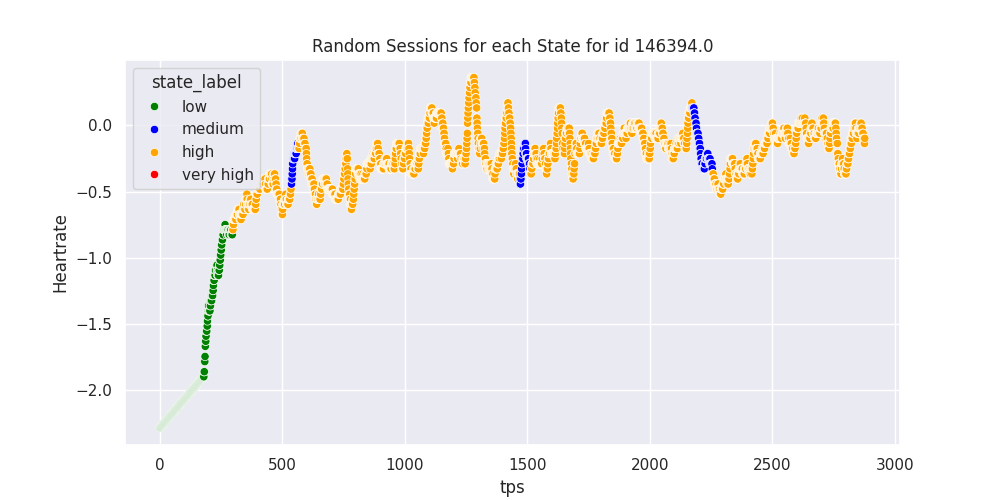 Random Sessions for each State for id 146394.0
state_label
low
medium
high
very high
Heartrate
0.0
−0.5
−1.0
−1.5
−2.0
0 500 1000 1500 2000 2500 3000
tps